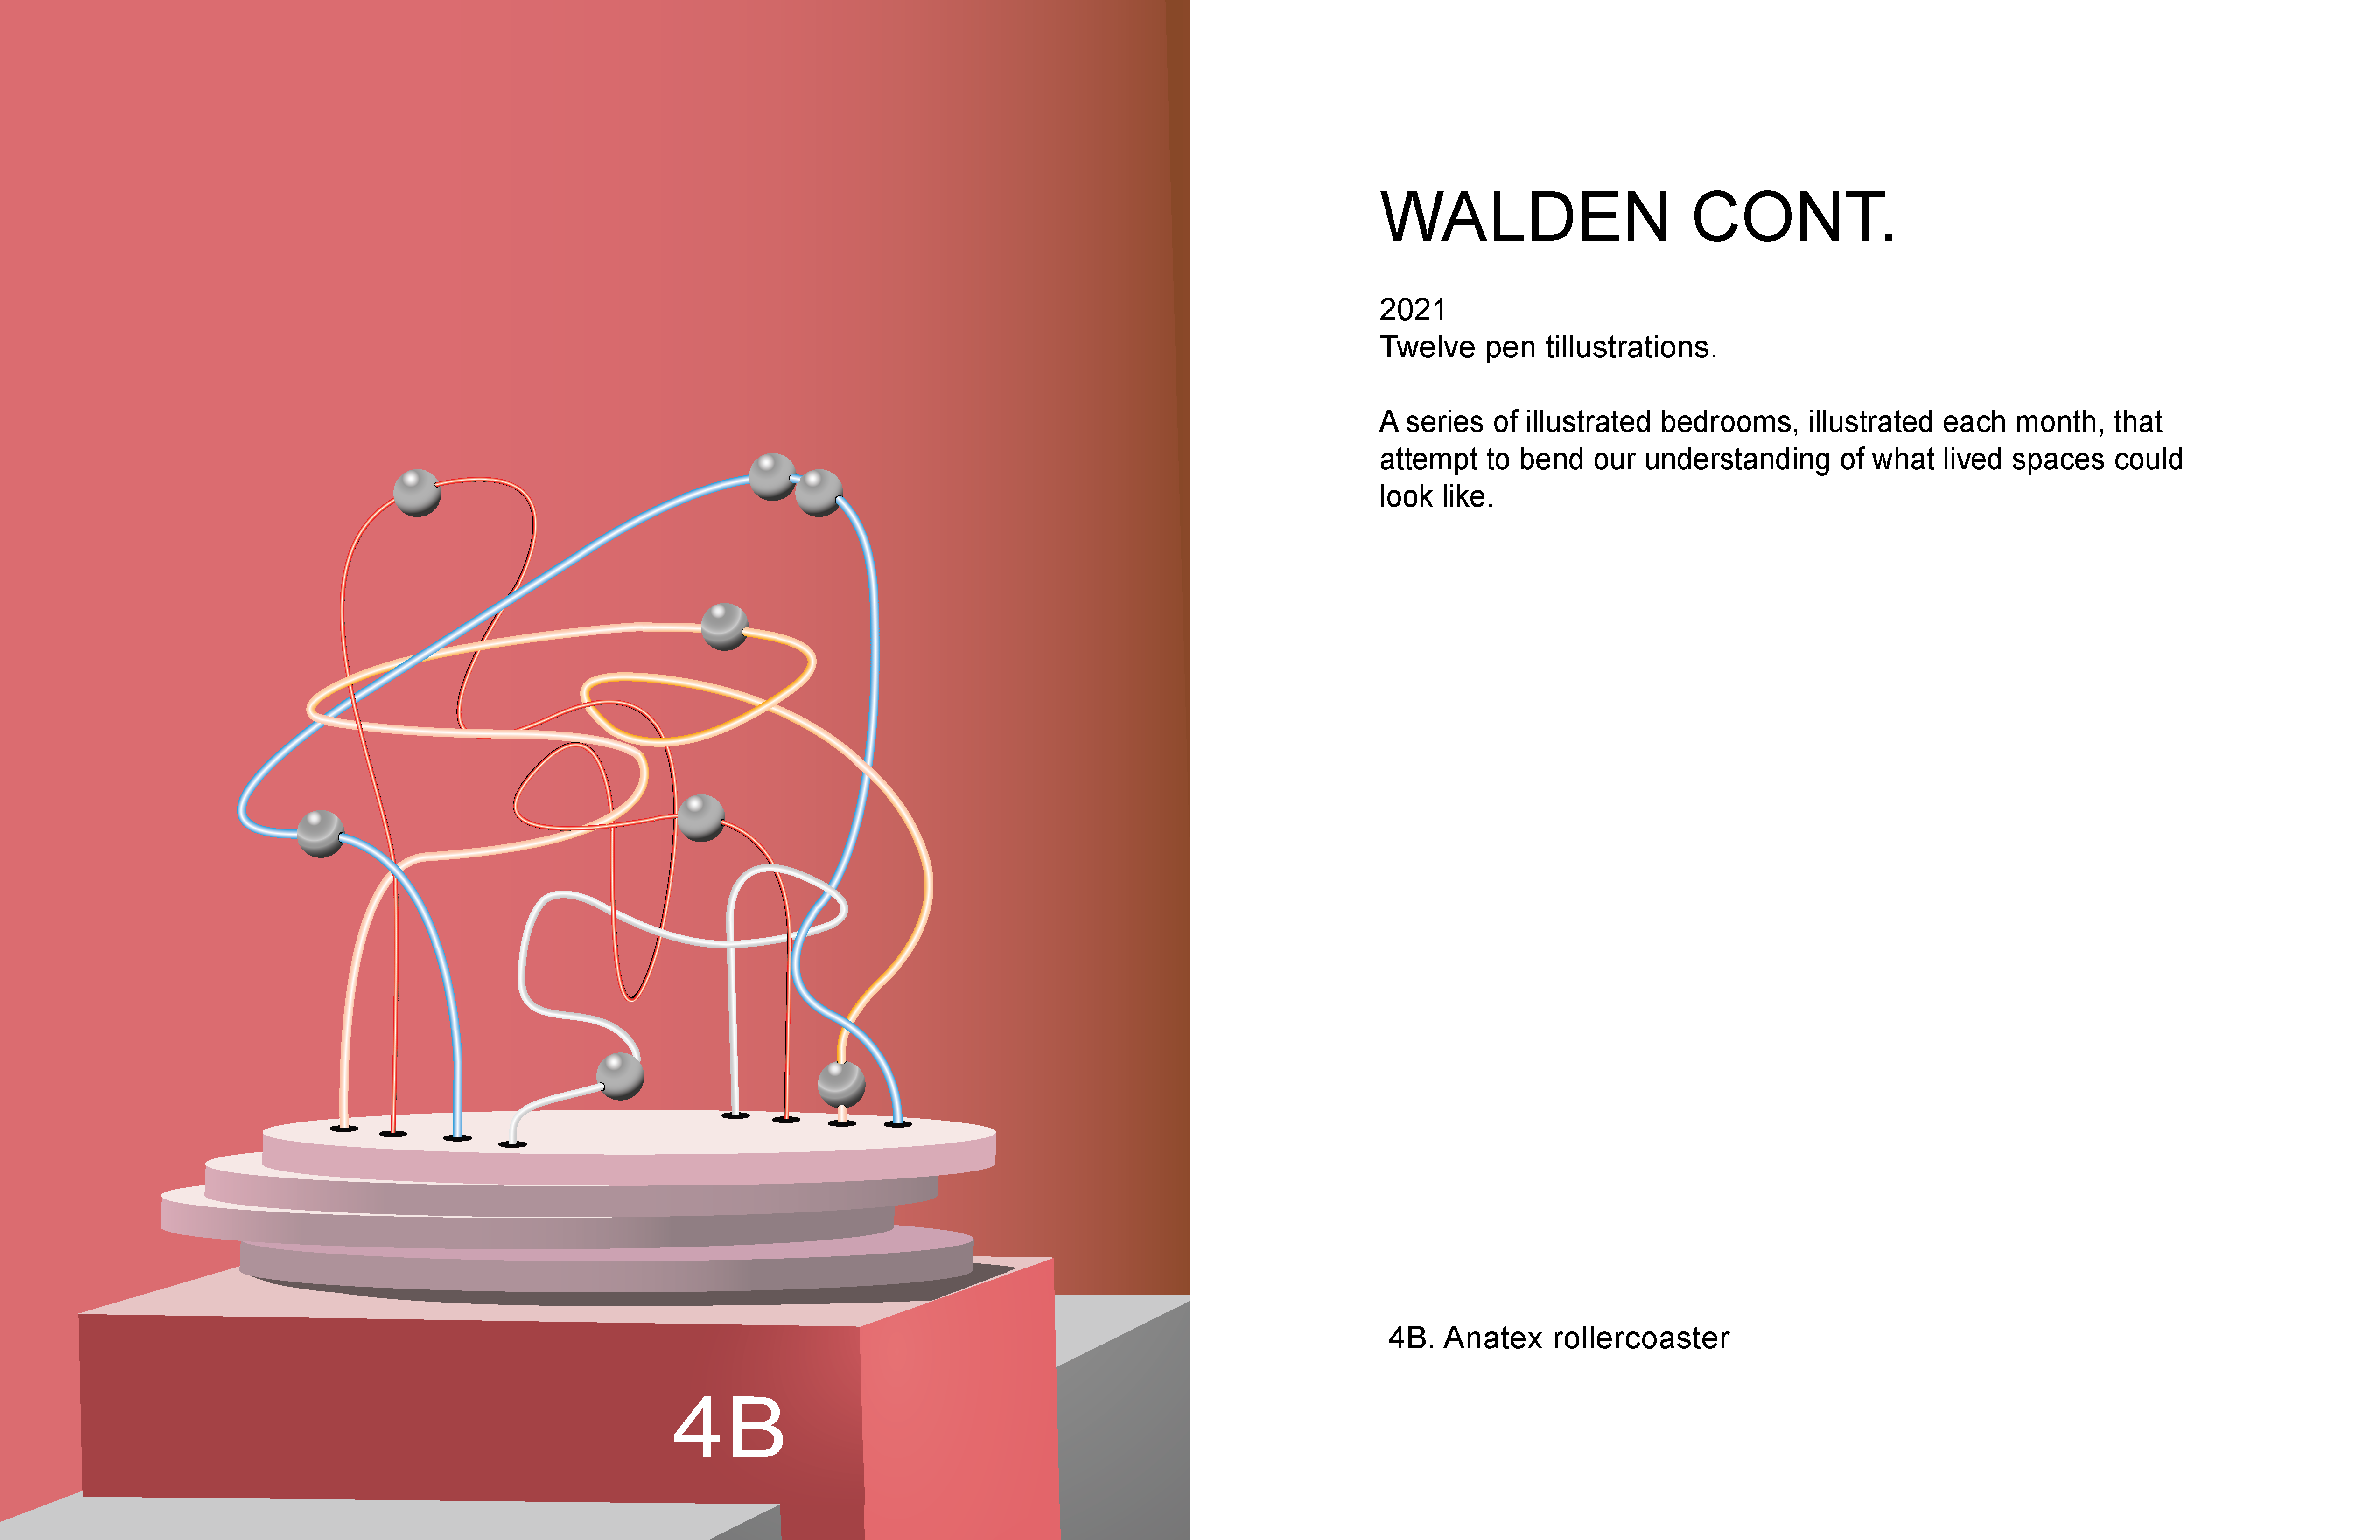 4B
WALDEN CONT.
2021
Twelve pen tillustrations.
A series of illustrated bedrooms, illustrated each month, that
attempt to bend our understanding of what lived spaces could
look like.
4B. Anatex rollercoaster